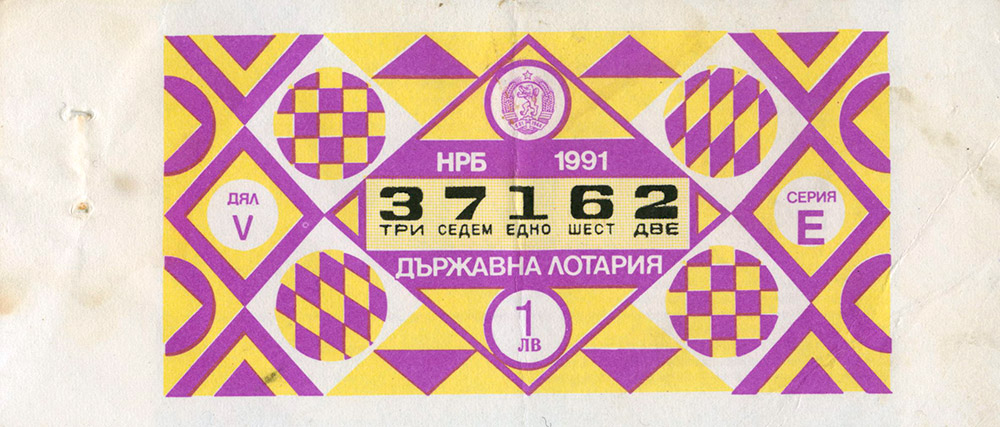 НРБ 1991
ДЯЛ
V
37162
ТРИ СЕДЕМ ЕДНО ШЕСТ ДВЕ
СЕРИЯ
Е
ДЪРЖАВНА ЛОТАРИЯ
1
ЛВ